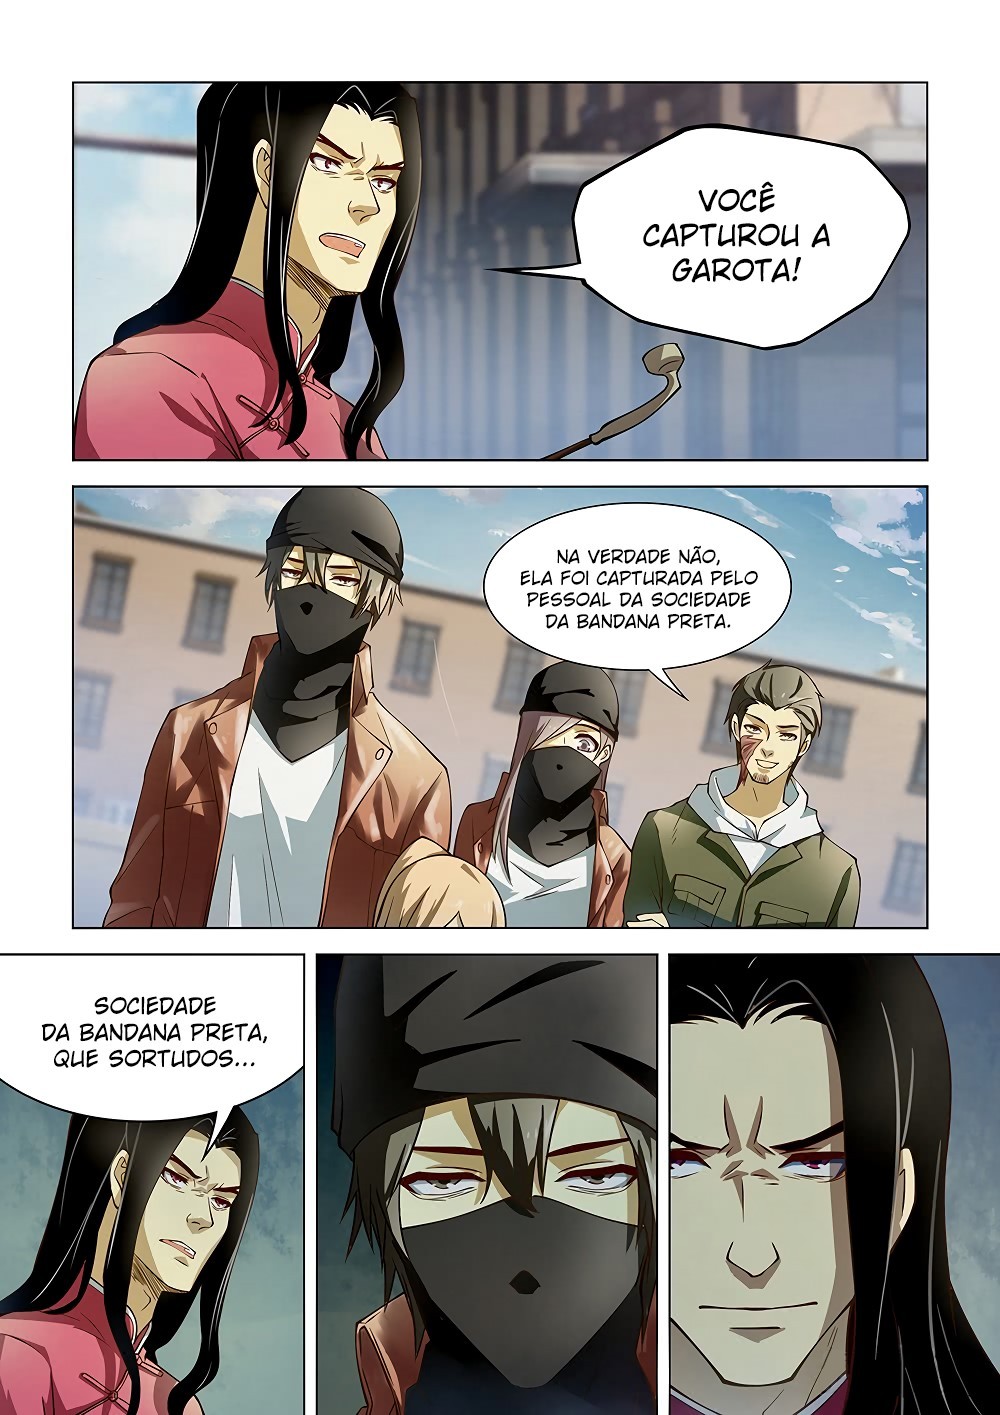 VOCÊ
CAPTUROU A
GAROTA!
NA VERDADE NÃO,
ELA FOI CAPTURADA PELO
PESSOAL DA SOCIEDADE
DA BANDANA PRETA.
SOCIEDADE
DA BANDANA PRETA,
QUE SORTUDOS...